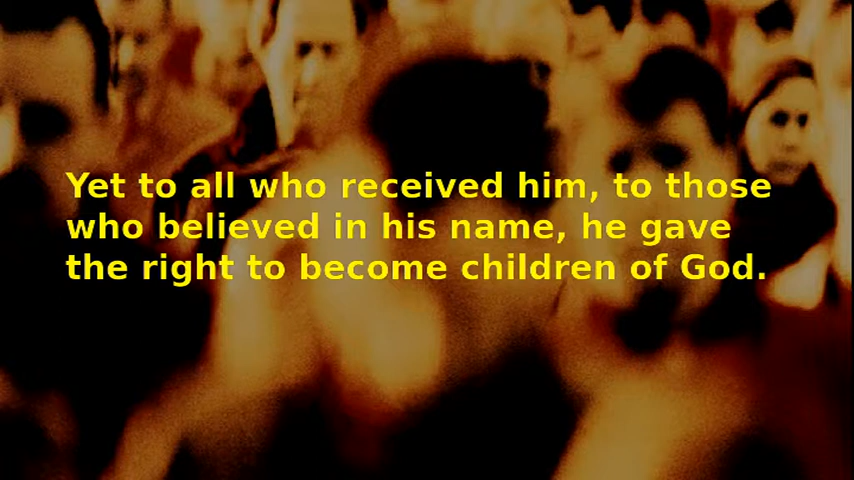 Yet to all who received him, to those
who believed in his name, he gave
the right to become children of God.